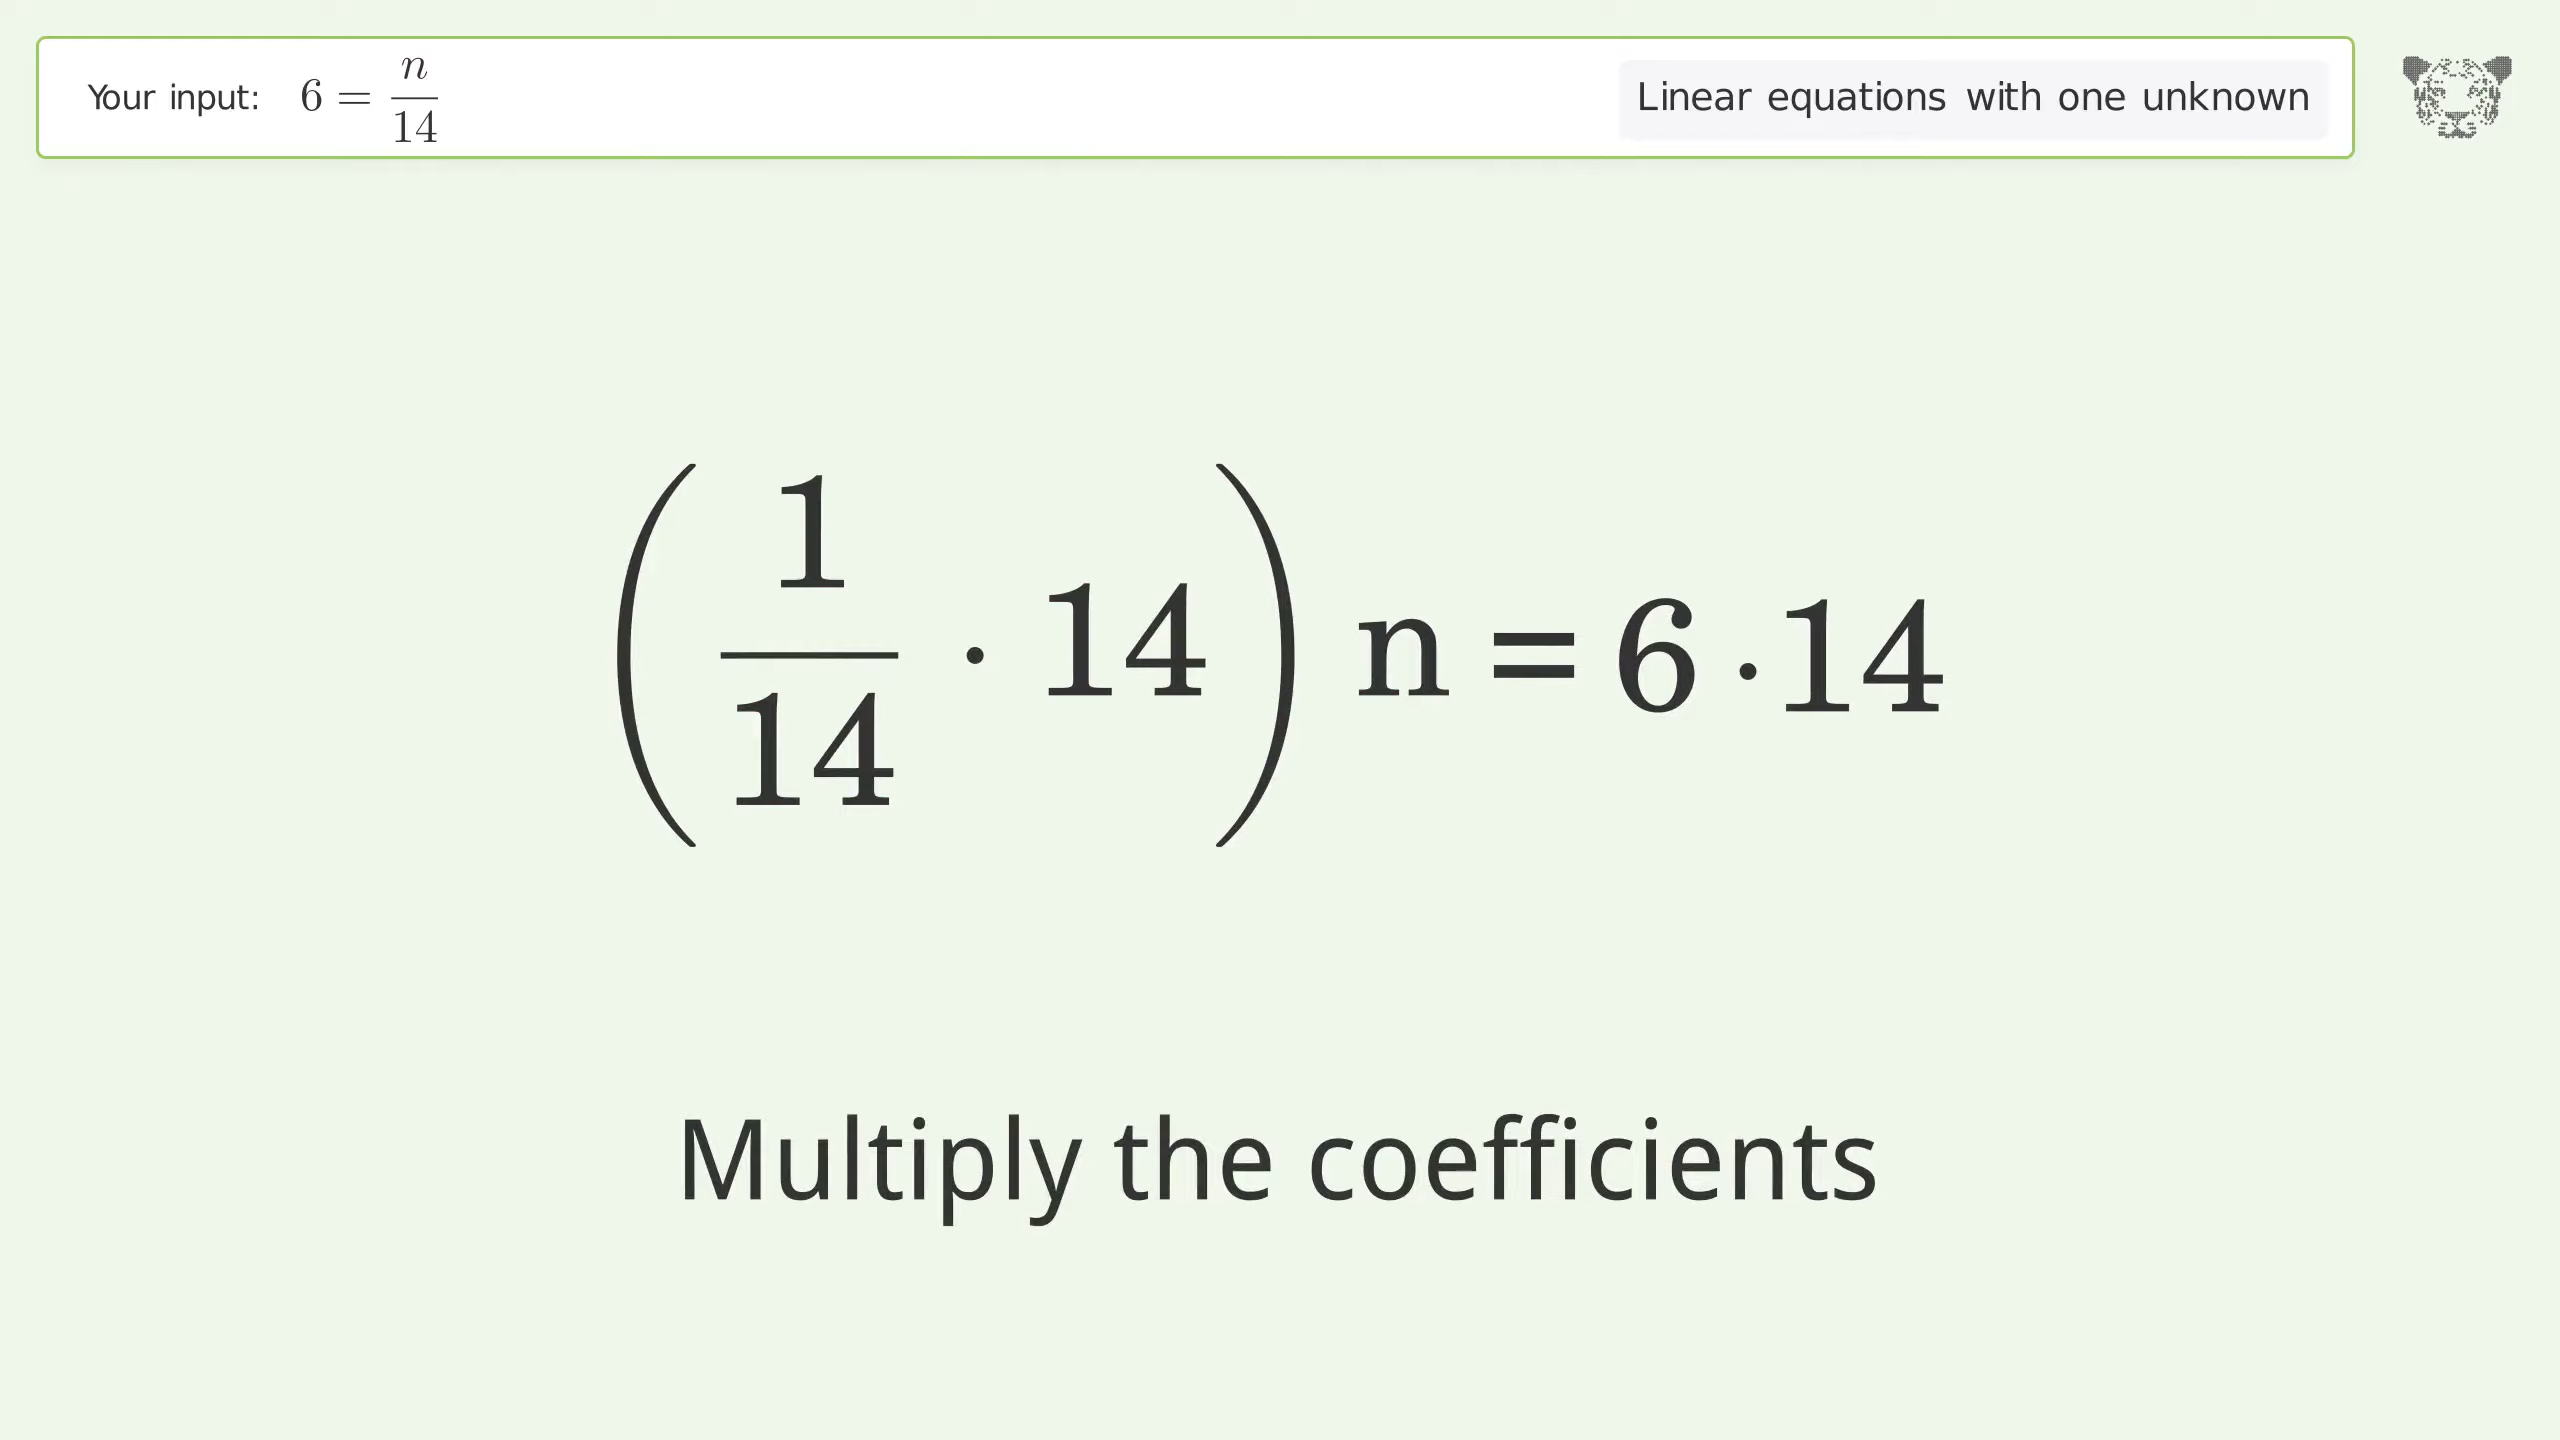 Your input: 6 = n/14
Linear equations with one unknown
(1/14 · 14) n = 6 · 14
Multiply the coefficients